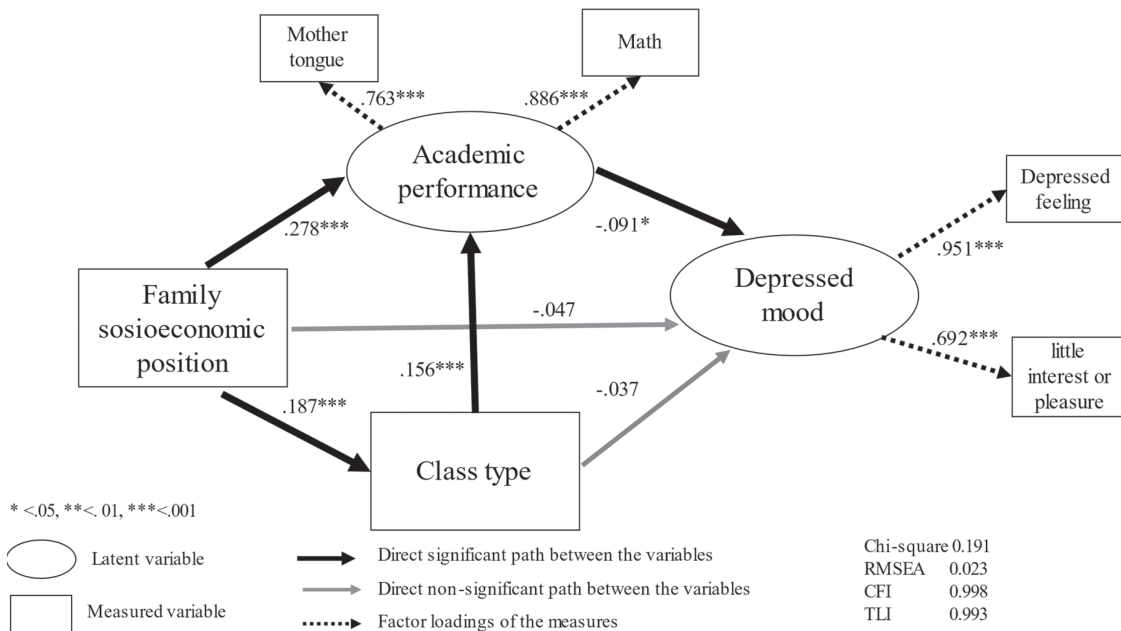 Mother
tongue
Math
.763***
.886***
Academic
performance
Depressed
feeling
.278***
-.091*
.951***
Family
sosioeconomic
position
-.047
Depressed
mood
.692***
little
interest or
pleasure
.156***
-.037
.187***
Class type
* <.05, **<. 01, ***<.001
Latent variable
Measured variable
Direct significant path between the variables
Direct non-significant path between the variables
Factor loadings of the measures
Chi-square 0.191
RMSEA 0.023
CFI 0.998
TLI 0.993